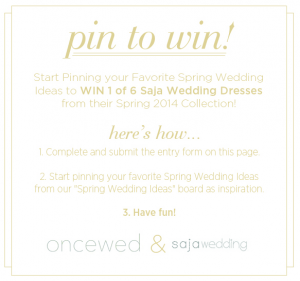 pin to win!
Start Pinning your Favorite Spring Wedding
Ideas to WIN 1 of 6 Saja Wedding Dresses
from their Spring 2014 Collection!
here's how...
1. Complete and submit the entry form on this page.
2. Start pinning your favorite Spring Wedding Ideas
from our "Spring Wedding Ideas" board as inspiration.
3. Have fun!
oncewed & sajawedding